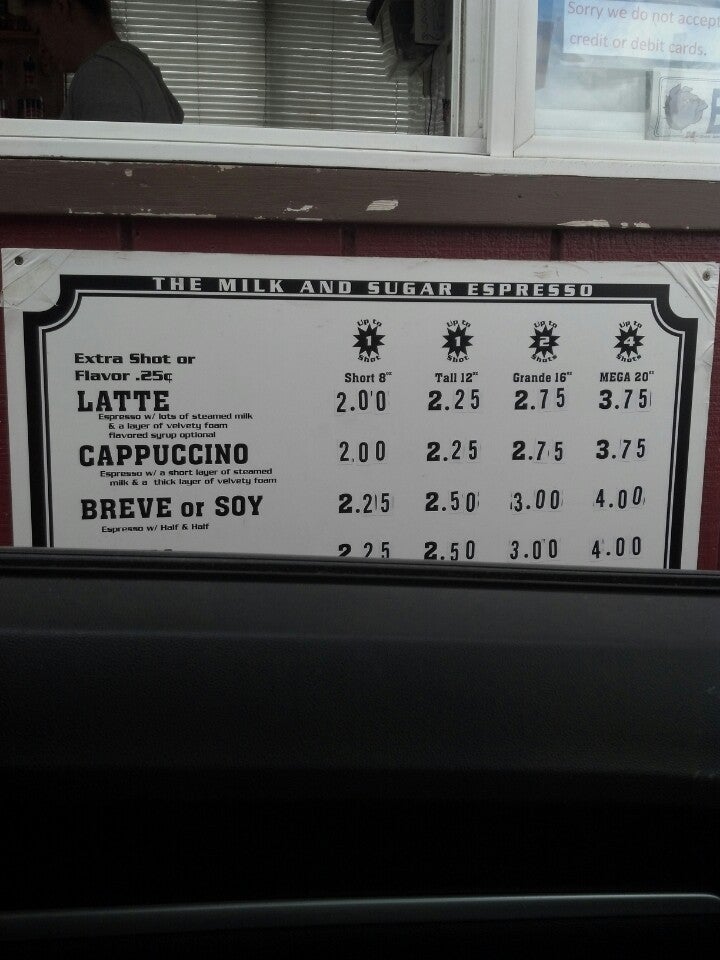 Sorry we do not accept
credit or debit cards.
THE MILK AND SUGAR ESPRESSO
Up to 1 Shot Up to 1 Shot Up to 2 Shots Up to 4 Shots
Extra Shot or
Flavor .25¢ Short 8oz Tall 12oz Grande 16oz MEGA 20oz
LATTE 2.00 2.25 2.75 3.75
Espresso w/ lots of steamed milk
& a layer of velvety foam
flavored syrup optional
CAPPUCCINO 2.00 2.25 2.75 3.75
Espresso w/ a short layer of steamed
milk & a thick layer of velvety foam
BREVE or SOY 2.25 2.50 3.00 4.00
Espresso w/ Half & Half
2.25 2.50 3.00 4.00